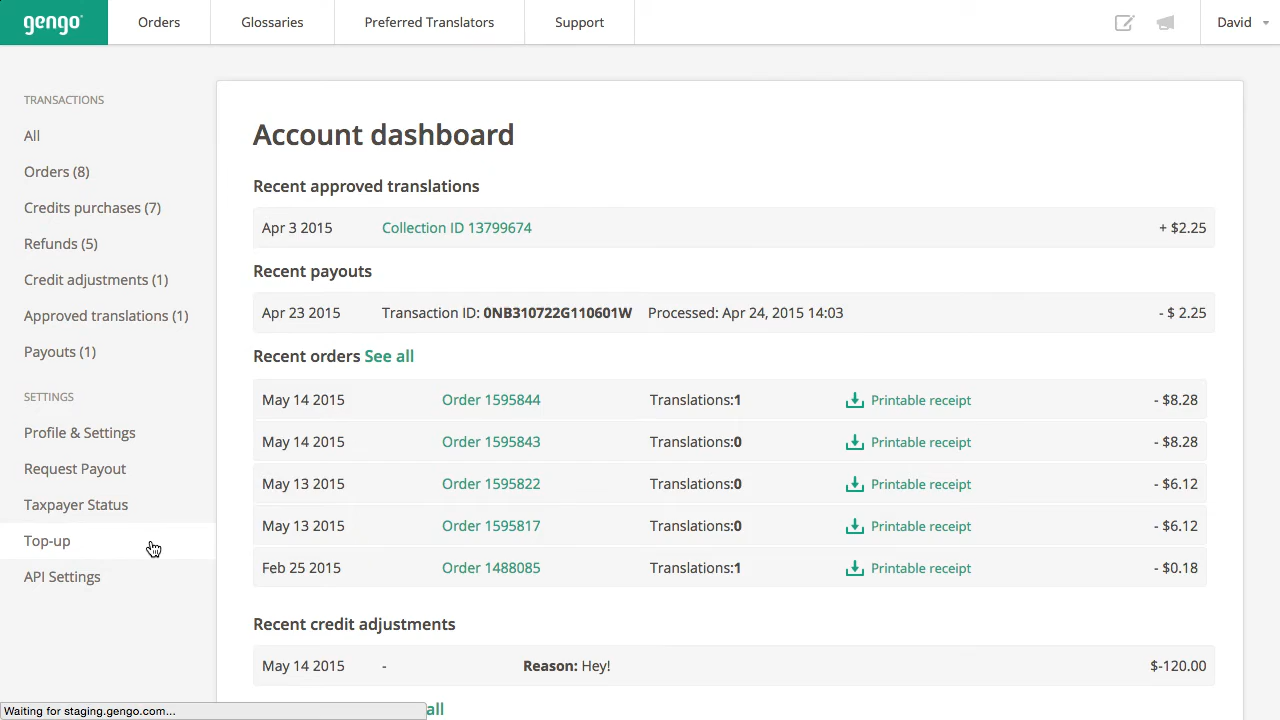 gengo
Orders
Glossaries
Preferred Translators
Support
David
TRANSACTIONS
All
Orders (8)
Credits purchases (7)
Refunds (5)
Credit adjustments (1)
Approved translations (1)
Payouts (1)
SETTINGS
Profile & Settings
Request Payout
Taxpayer Status
Top-up
API Settings
Account dashboard
Recent approved translations
Apr 3 2015 Collection ID 13799674 + $2.25
Recent payouts
Apr 23 2015 Transaction ID: 0NB310722G110601W Processed: Apr 24, 2015 14:03 - $ 2.25
Recent orders See all
May 14 2015 Order 1595844 Translations:1 Printable receipt - $8.28
May 14 2015 Order 1595843 Translations:0 Printable receipt - $8.28
May 13 2015 Order 1595822 Translations:0 Printable receipt - $6.12
May 13 2015 Order 1595817 Translations:0 Printable receipt - $6.12
Feb 25 2015 Order 1488085 Translations:1 Printable receipt - $0.18
Recent credit adjustments
May 14 2015 - Reason: Hey! $-120.00
all
Waiting for staging.gengo.com...